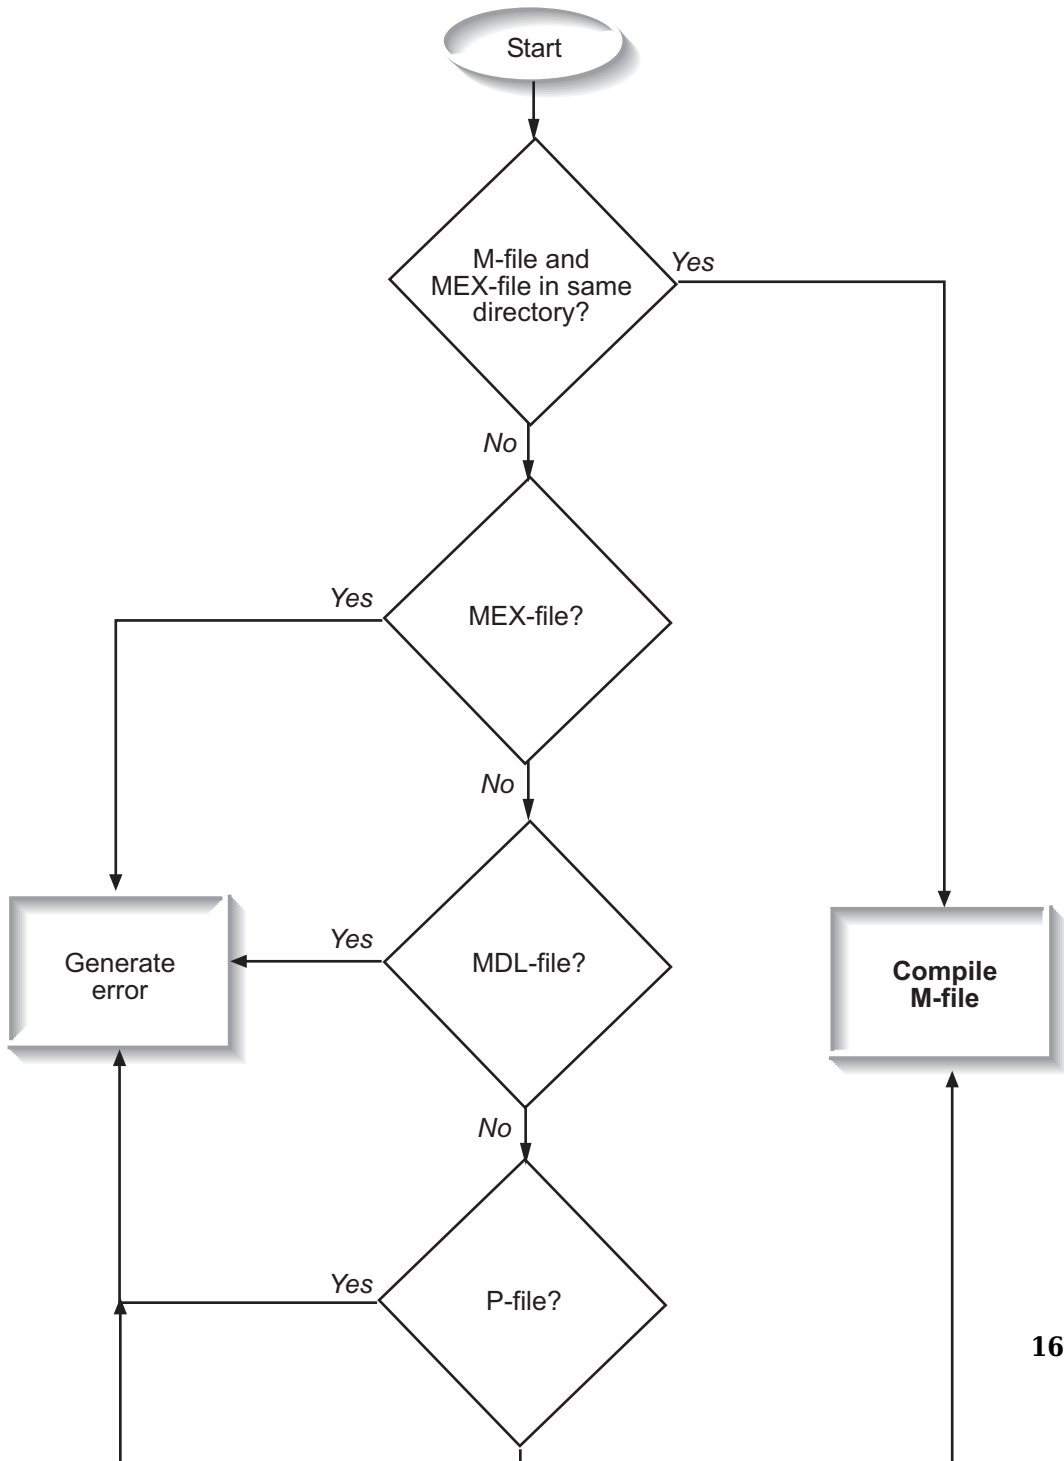 Start
M-file and
MEX-file in same
directory?
Yes
No
MEX-file?
Yes
No
MDL-file?
Yes
Generate
error
Compile
M-file
No
P-file?
Yes
16